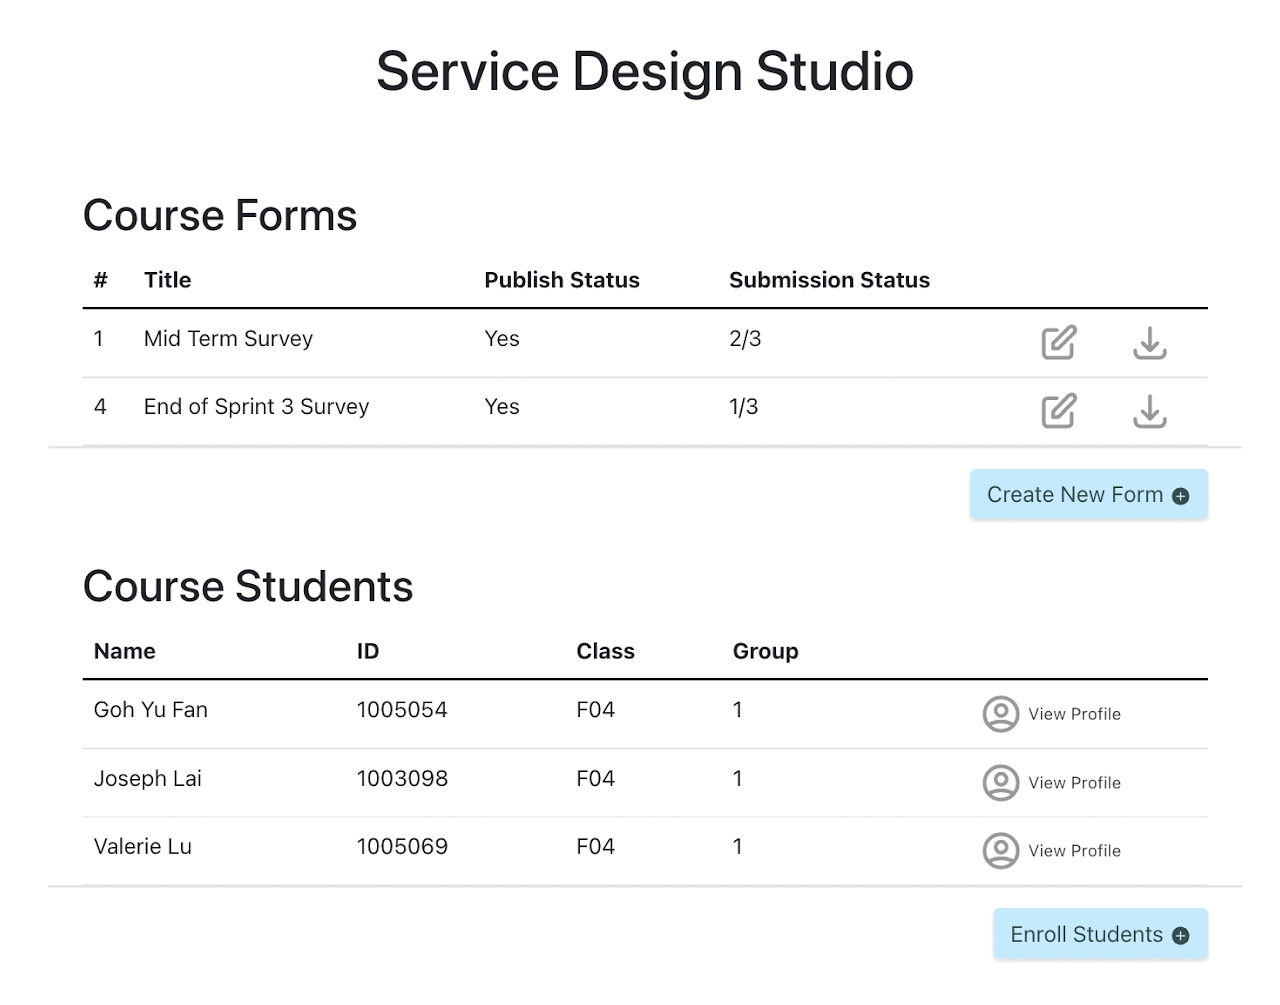 Service Design Studio
Course Forms
# Title Publish Status Submission Status
1 Mid Term Survey Yes 2/3
4 End of Sprint 3 Survey Yes 1/3
Create New Form
Course Students
Name ID Class Group
Goh Yu Fan 1005054 F04 1 View Profile
Joseph Lai 1003098 F04 1 View Profile
Valerie Lu 1005069 F04 1 View Profile
Enroll Students